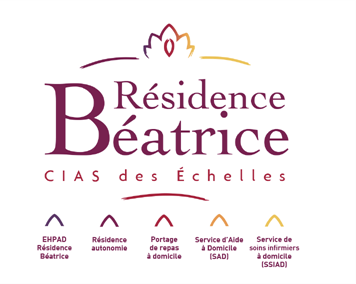 Résidence
Béatrice
CIAS des Échelles
EHPAD
Résidence
Béatrice
Résidence
autonomie
Portage
de repas
à domicile
Service d'Aide
à Domicile
(SAD)
Service de
soins infirmiers
à domicile
(SSIAD)